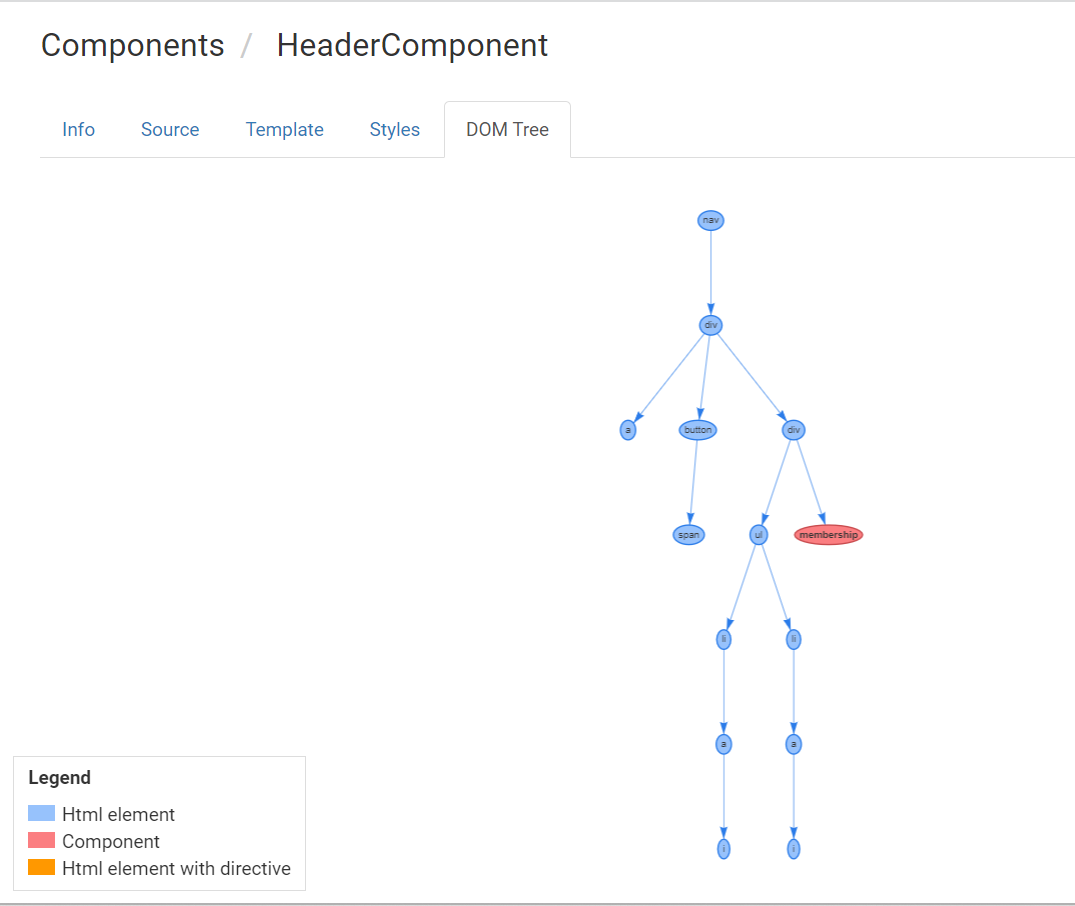 Components / HeaderComponent
Info Source Template Styles DOM Tree
nav
div
a button div
span ul membership
li li
a a
i i
Legend
Html element
Component
Html element with directive